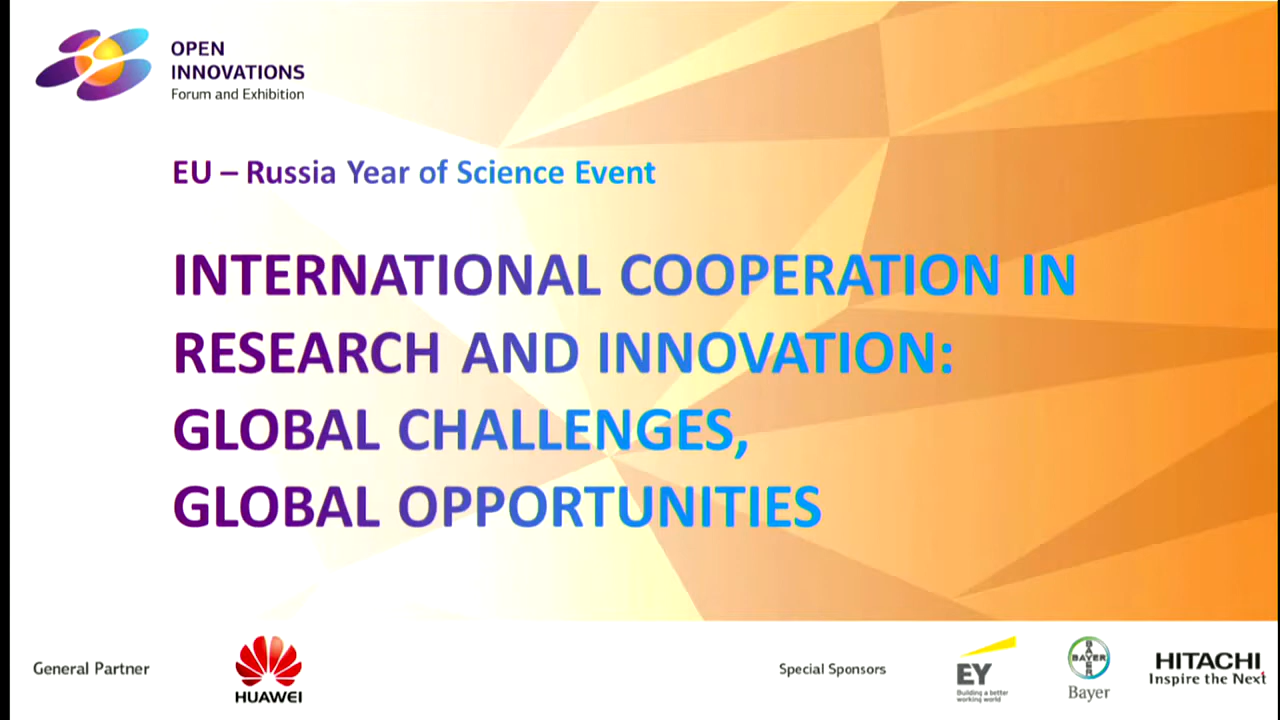 OPEN
INNOVATIONS
Forum and Exhibition
EU – Russia Year of Science Event
INTERNATIONAL COOPERATION IN
RESEARCH AND INNOVATION:
GLOBAL CHALLENGES,
GLOBAL OPPORTUNITIES
General Partner
HUAWEI
Special Sponsors
EY
Building a better
working world
BAYER
BAYER
Bayer
HITACHI
Inspire the Next